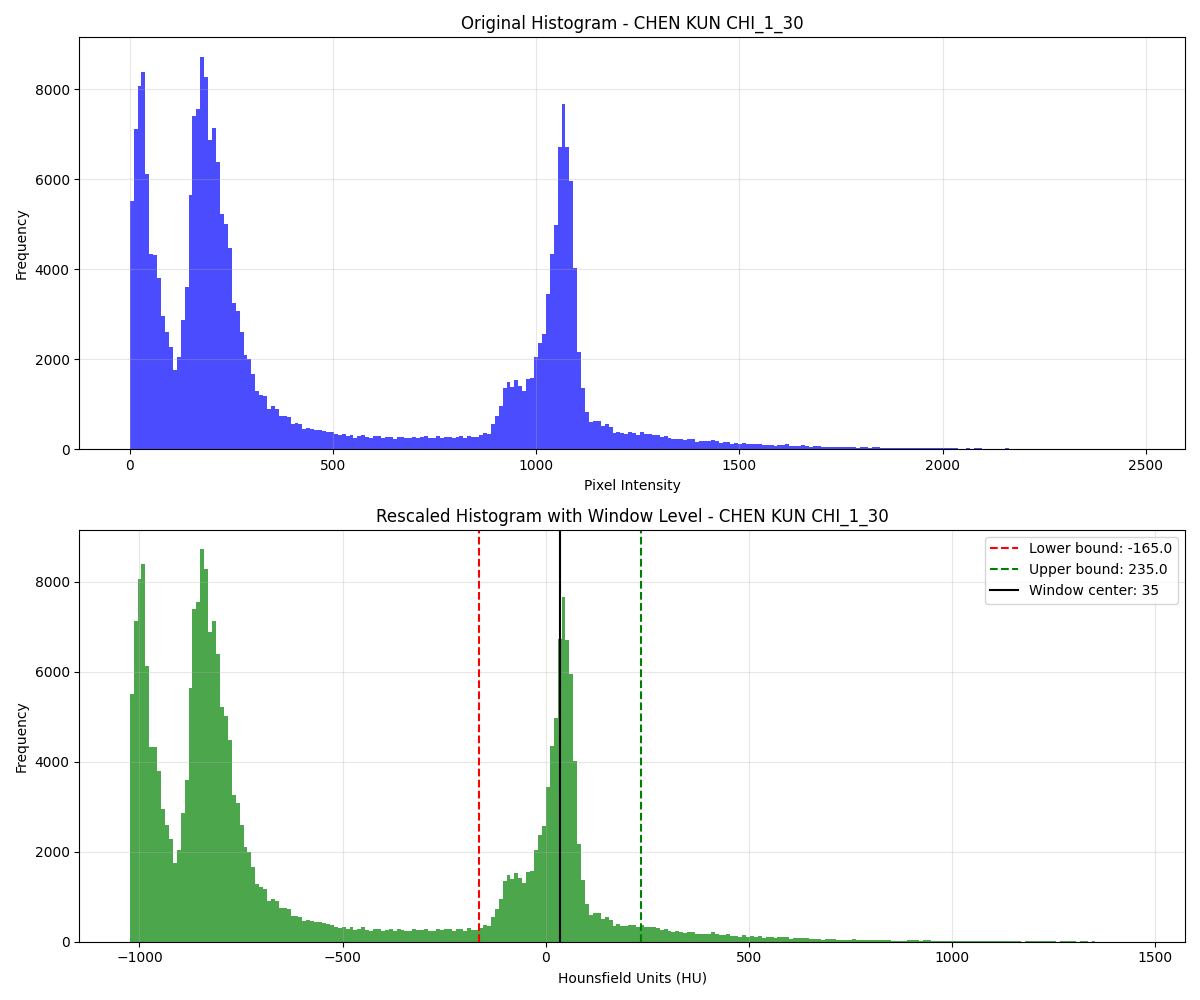 Original Histogram - CHEN KUN CHI_1_30
Frequency
8000
6000
4000
2000
0
0 500 1000 1500 2000 2500
Pixel Intensity
Rescaled Histogram with Window Level - CHEN KUN CHI_1_30
Lower bound: -165.0
Upper bound: 235.0
Window center: 35
Frequency
8000
6000
4000
2000
0
−1000 −500 0 500 1000 1500
Hounsfield Units (HU)